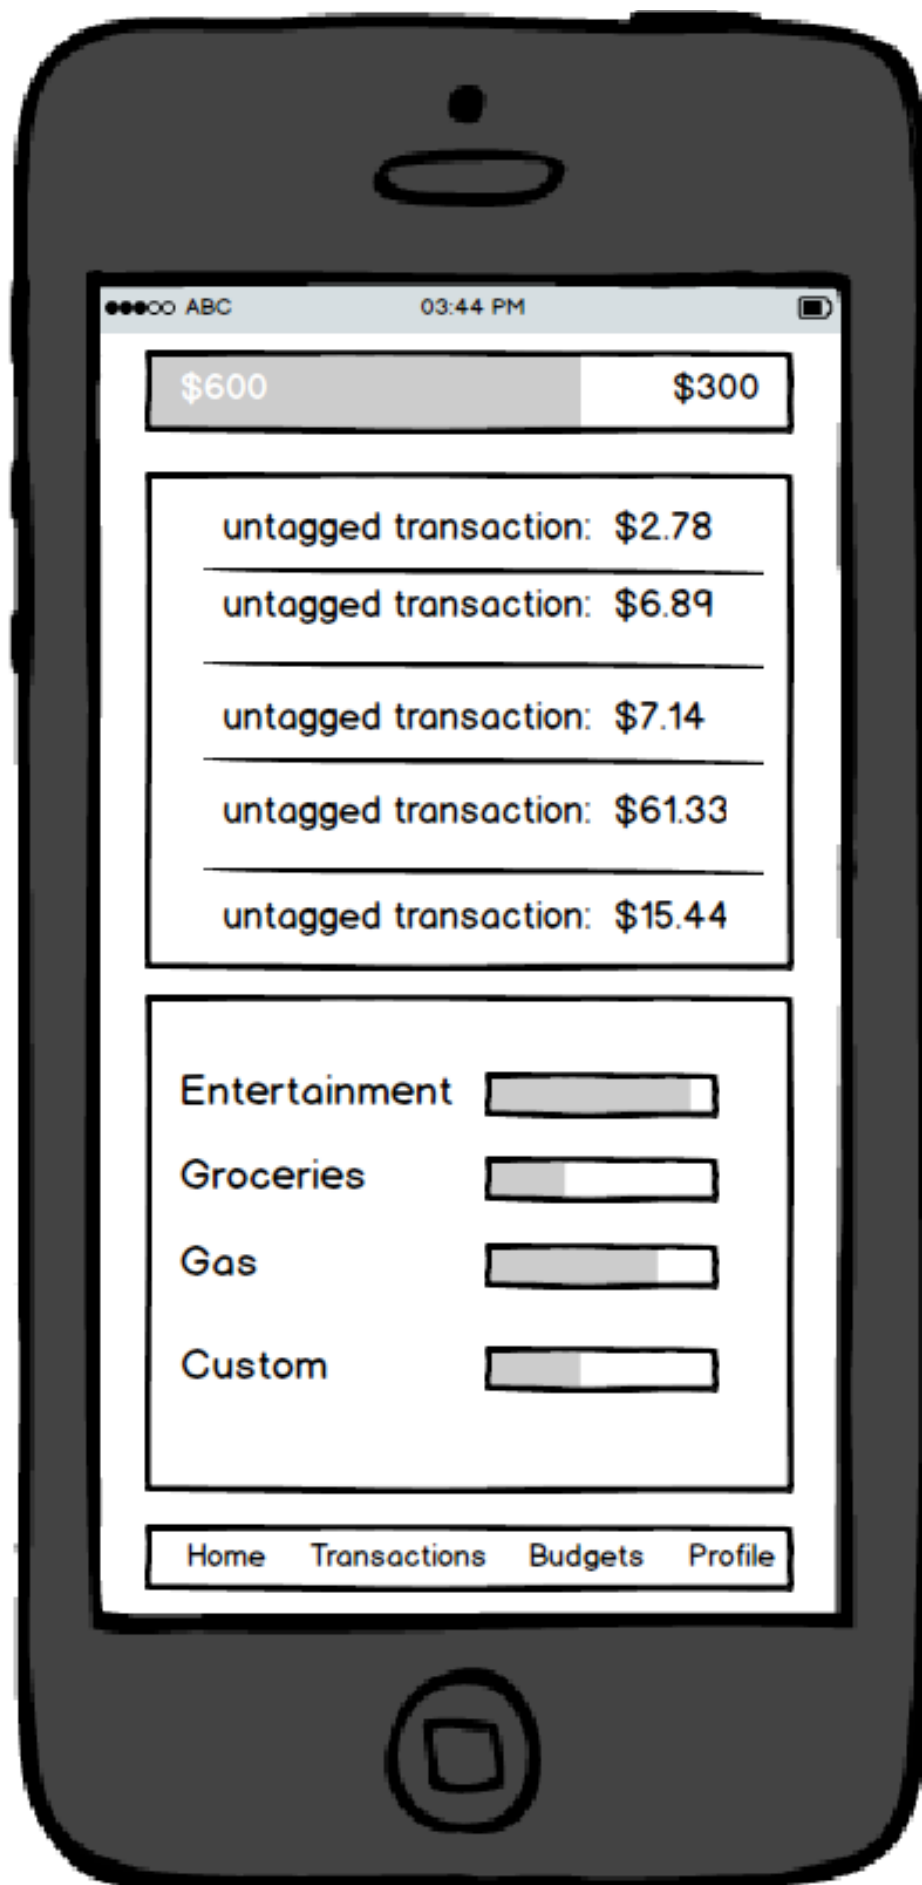 ABC 03:44 PM
$600 $300
untagged transaction: $2.78
untagged transaction: $6.89
untagged transaction: $7.14
untagged transaction: $61.33
untagged transaction: $15.44
Entertainment
Groceries
Gas
Custom
Home Transactions Budgets Profile